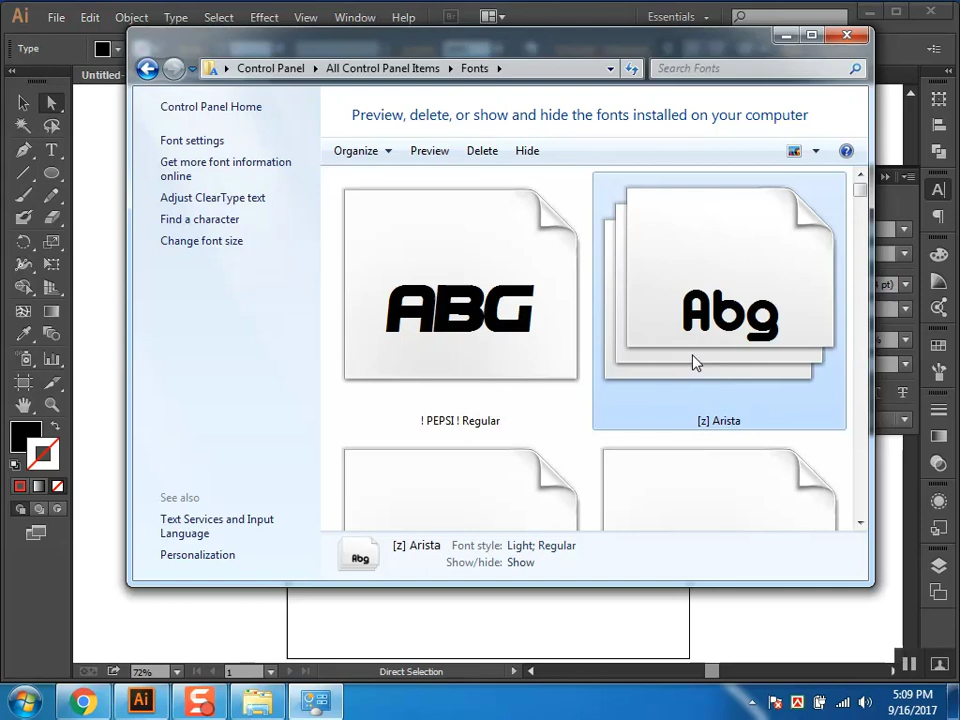 Ai File Edit Object Type Select Effect View Window Help Br Essentials
Type
Untitled-
Control Panel All Control Panel Items Fonts Search Fonts
Control Panel Home
Font settings
Get more font information
online
Adjust ClearType text
Find a character
Change font size
See also
Text Services and Input
Language
Personalization
Preview, delete, or show and hide the fonts installed on your computer
Organize Preview Delete Hide
ABG
Abg
! PEPSI ! Regular
[z] Arista
Abg
[z] Arista Font style: Light; Regular
Show/hide: Show
pt)
72% 1 Direct Selection
Ai
5:09 PM
9/16/2017